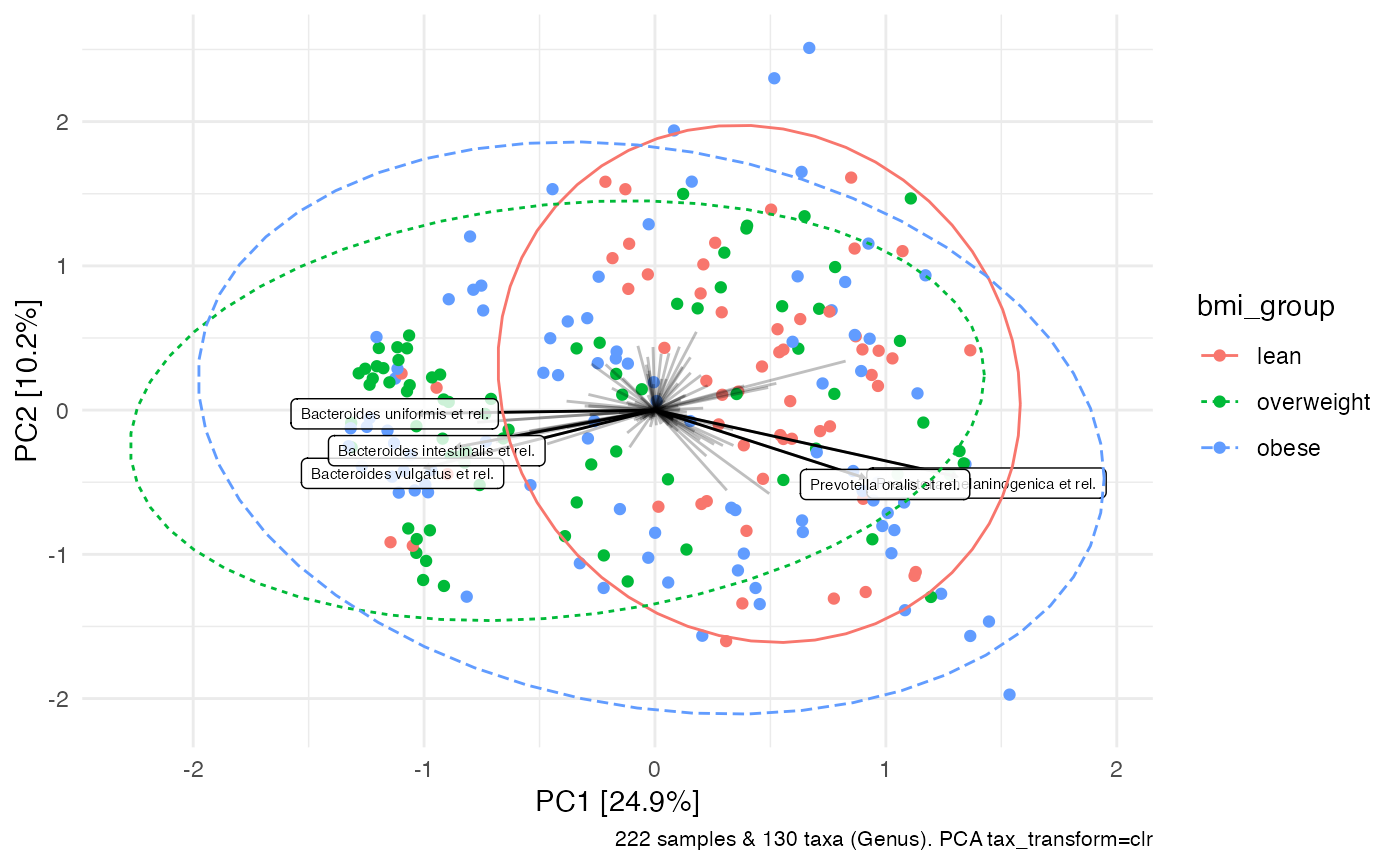 PC2 [10.2%]
2
1
0
-1
-2
Bacteroides uniformis et rel.
Bacteroides intestinalis et rel.
Bacteroides vulgatus et rel.
Prevotella oralis et rel.
laninogenica et rel.
-2
-1
0
1
2
PC1 [24.9%]
222 samples & 130 taxa (Genus). PCA tax_transform=clr
bmi_group
lean
overweight
obese